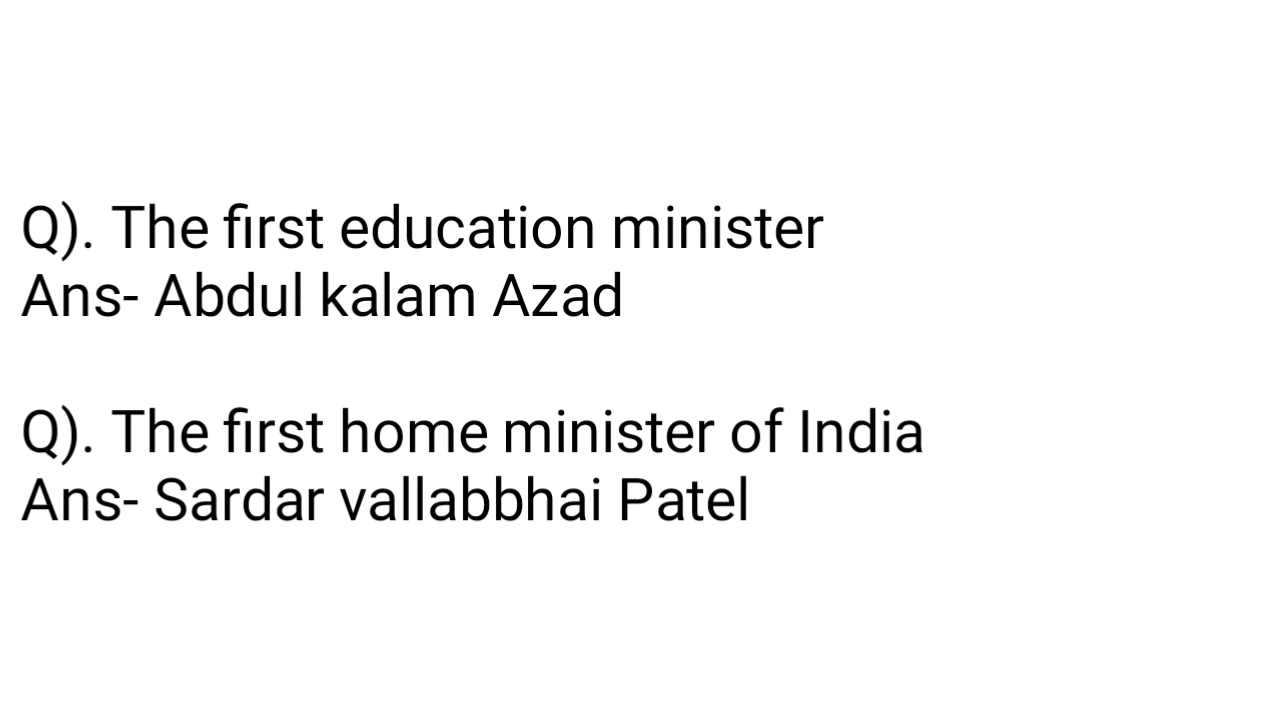 Q). The first education minister
Ans- Abdul kalam Azad
Q). The first home minister of India
Ans- Sardar vallabbhai Patel